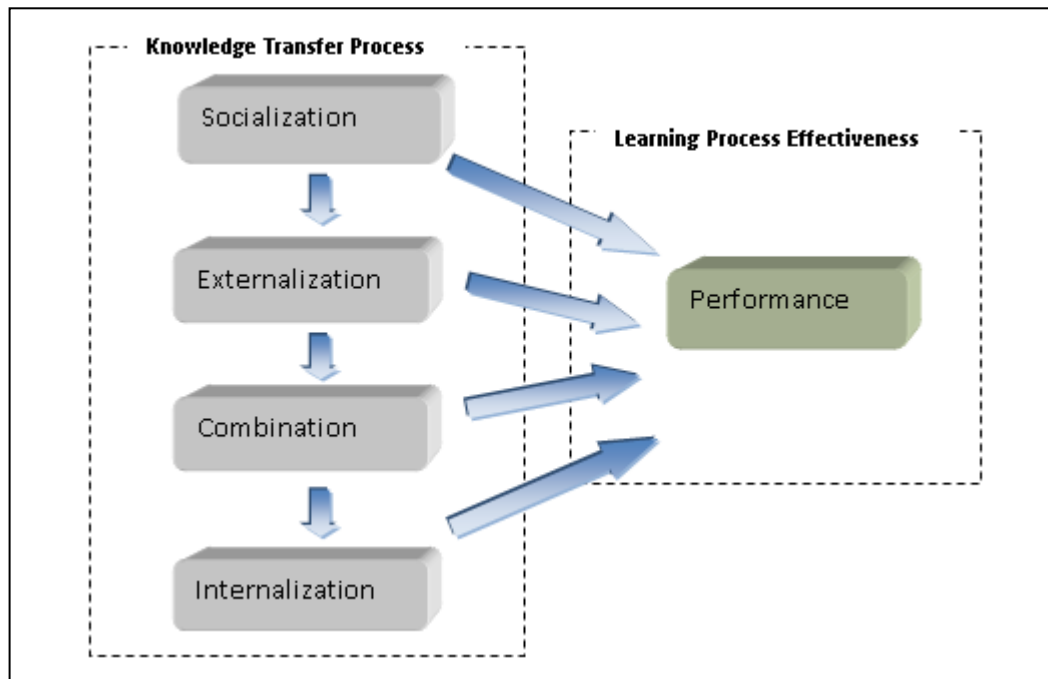 Knowledge Transfer Process
Socialization
Learning Process Effectiveness
Externalization
Performance
Combination
Internalization